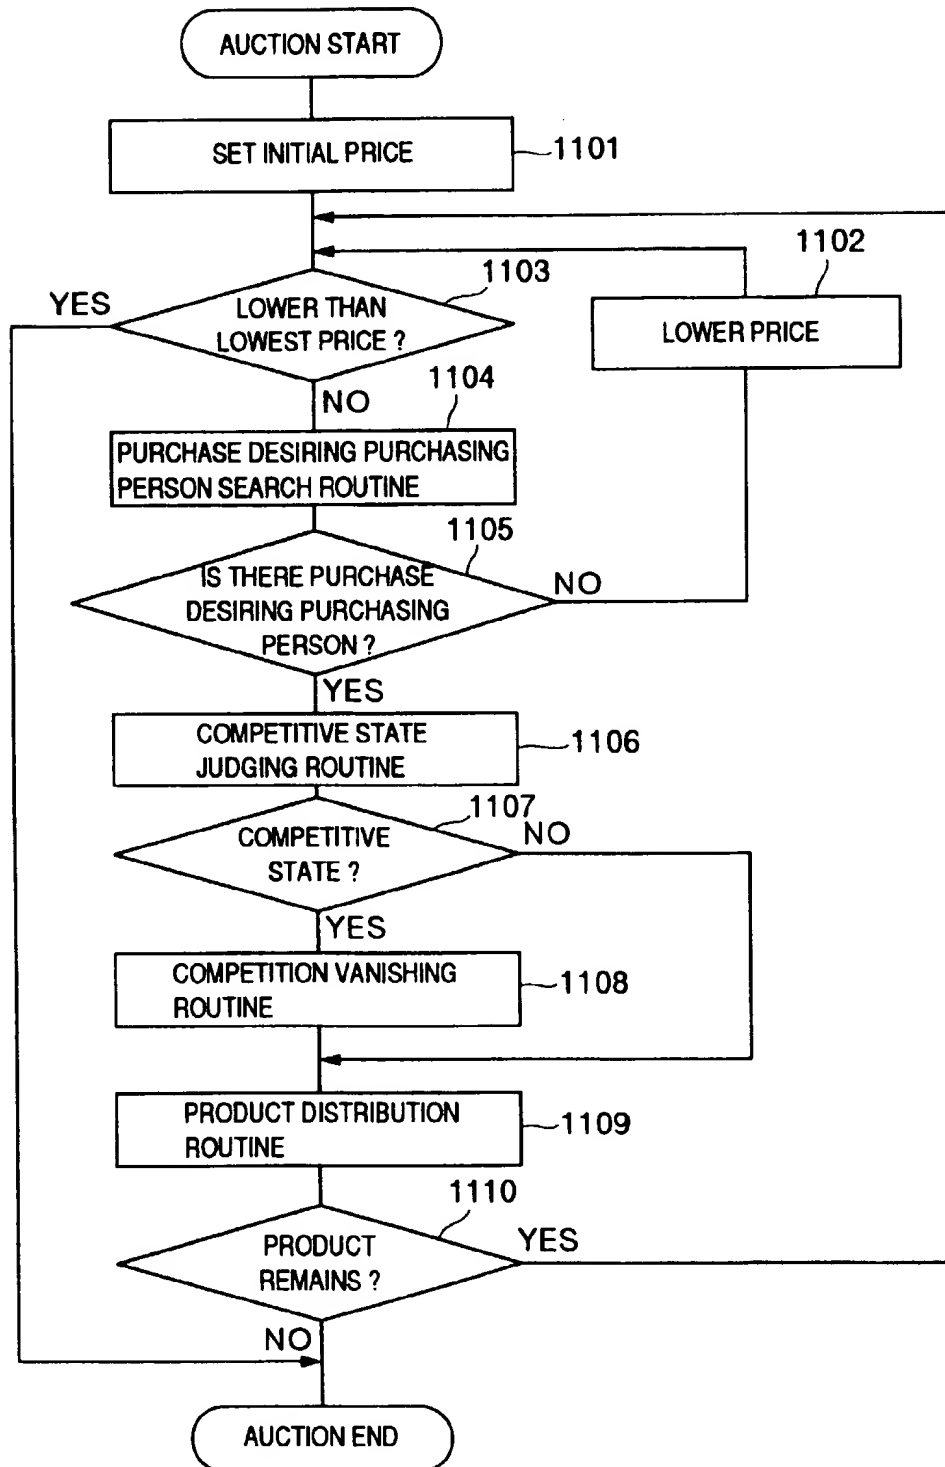 AUCTION START
SET INITIAL PRICE
1101
1102
1103
YES
LOWER THAN
LOWEST PRICE ?
LOWER PRICE
NO
1104
PURCHASE DESIRING PURCHASING
PERSON SEARCH ROUTINE
1105
IS THERE PURCHASE
DESIRING PURCHASING
PERSON ?
NO
YES
COMPETITIVE STATE
JUDGING ROUTINE
1106
1107
COMPETITIVE
STATE ?
NO
YES
COMPETITION VANISHING
ROUTINE
1108
PRODUCT DISTRIBUTION
ROUTINE
1109
1110
PRODUCT
REMAINS ?
YES
NO
AUCTION END